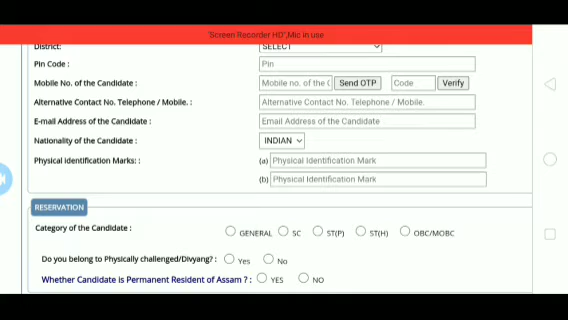 "Screen Recorder HD",Mic in use
District: SELECT
Pin Code : Pin
Mobile No. of the Candidate : Mobile no. of the ( Send OTP Code Verify
Alternative Contact No. Telephone / Mobile. : Alternative Contact No. Telephone / Mobile.
E-mail Address of the Candidate : Email Address of the Candidate
Nationality of the Candidate : INDIAN
Physical Identification Marks: : (a) Physical Identification Mark
(b) Physical Identification Mark
RESERVATION
Category of the Candidate : GENERAL SC ST(P) ST(H) OBC/MOBC
Do you belong to Physically challenged/Divyang? : Yes No
Whether Candidate is Permanent Resident of Assam ? : YES NO